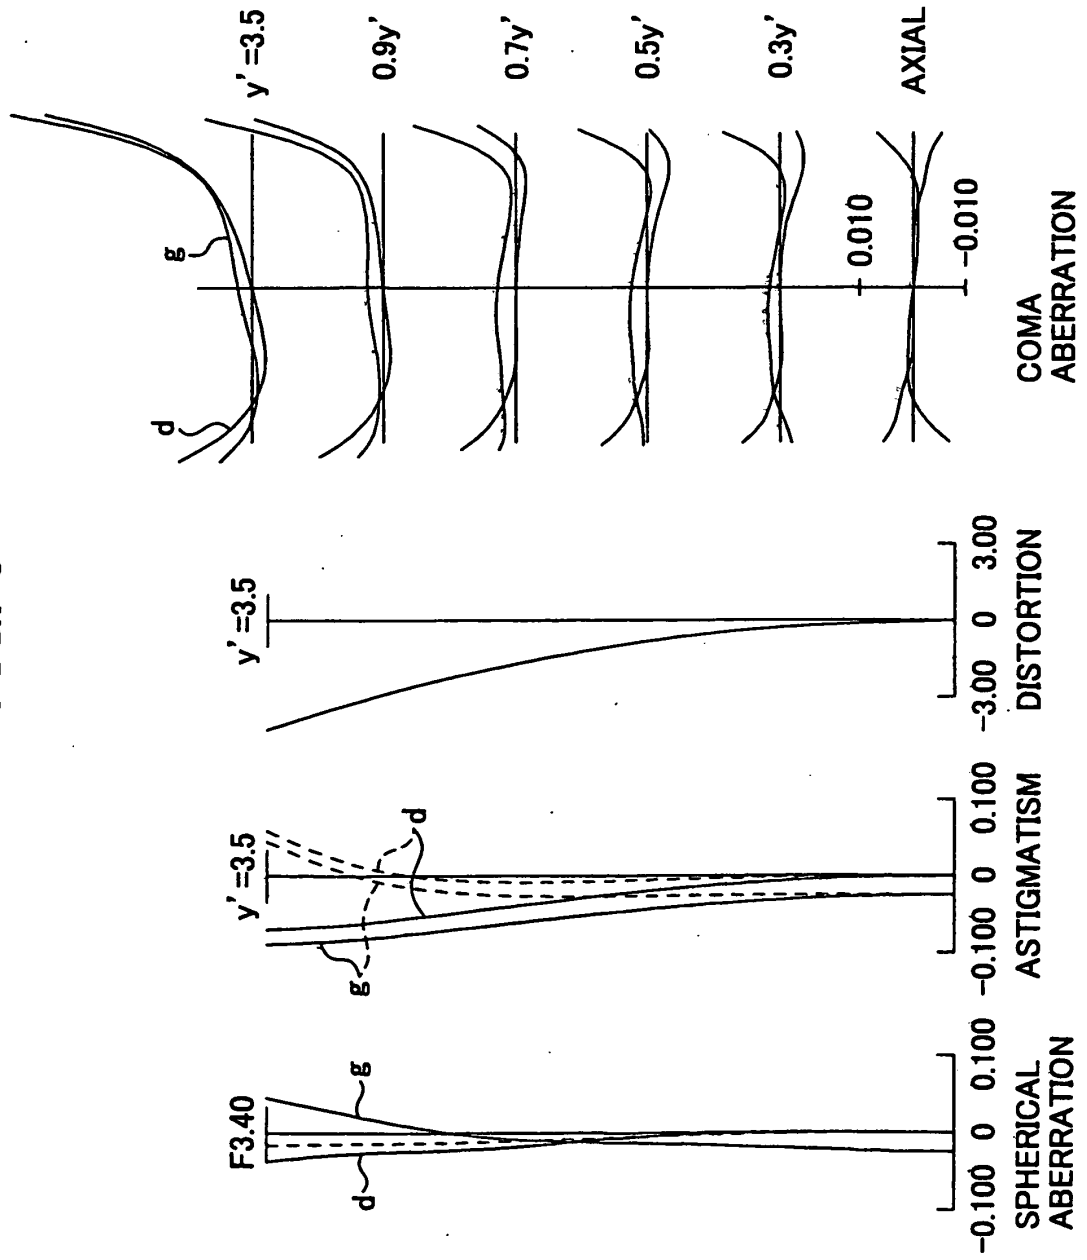 F3.40
g
d
-0.100 0 0.100
SPHERICAL
ABERRATION
y'=3.5
g
d
-0.100 0 0.100
ASTIGMATISM
y'=3.5
-3.00 0 3.00
DISTORTION
d
g
y'=3.5
0.9y'
0.7y'
0.5y'
0.3y'
0.010
AXIAL
-0.010
COMA
ABERRATION